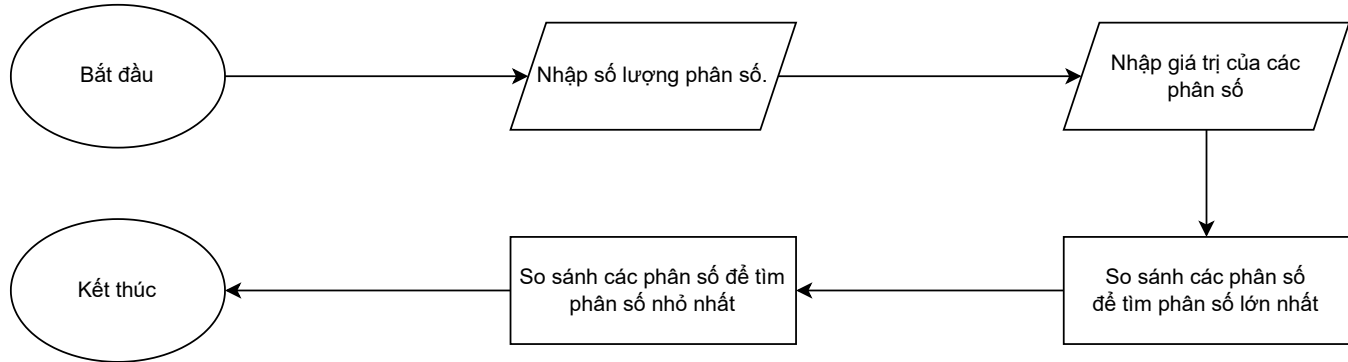 Bắt đầu
Nhập số lượng phân số.
Nhập giá trị của các
phân số
So sánh các phân số
để tìm phân số lớn nhất
So sánh các phân số để tìm
phân số nhỏ nhất
Kết thúc